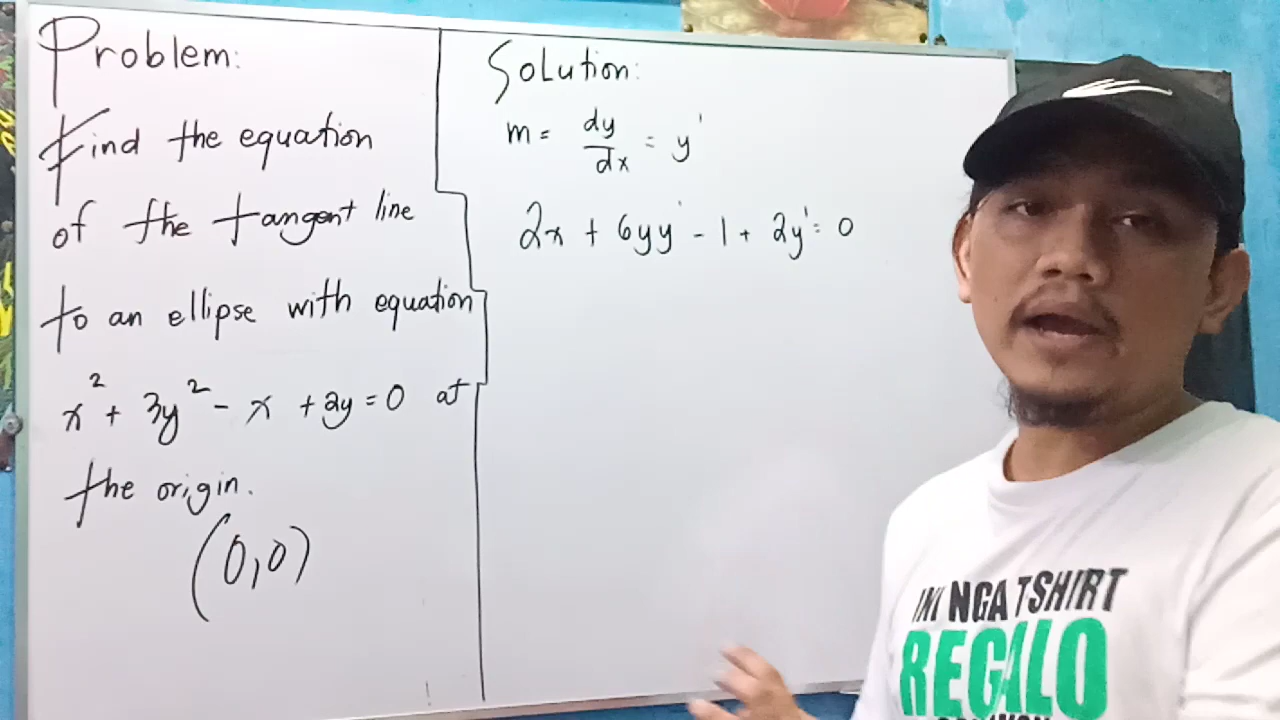 Problem:
Find the equation
of the tangent line
to an ellipse with equation
x² + 3y² - x + 2y = 0 at
the origin.
(0,0)
Solution:
m = dy/dx = y'
2x + 6yy' - 1 + 2y' = 0
INI NGA TSHIRT
REGALO